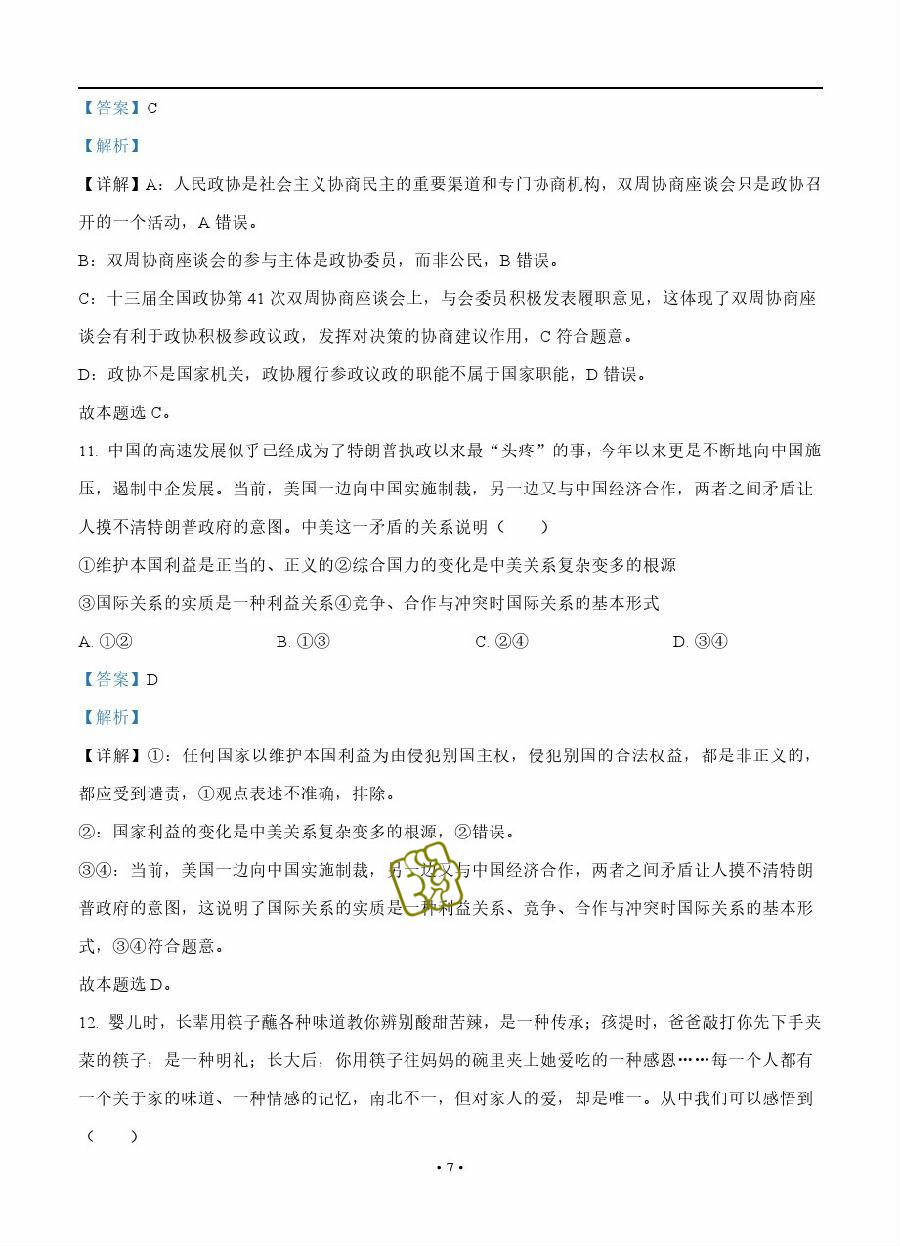 【答案】C
【解析】
【详解】A：人民政协是社会主义协商民主的重要渠道和专门协商机构，双周协商座谈会只是政协召
开的一个活动，A 错误。
B：双周协商座谈会的参与主体是政协委员，而非公民，B 错误。
C：十三届全国政协第 41 次双周协商座谈会上，与会委员积极发表履职意见，这体现了双周协商座
谈会有利于政协积极参政议政，发挥对决策的协商建议作用，C 符合题意。
D：政协不是国家机关，政协履行参政议政的职能不属于国家职能，D 错误。
故本题选 C。
11. 中国的高速发展似乎已经成为了特朗普执政以来最“头疼”的事，今年以来更是不断地向中国施
压，遏制中企发展。当前，美国一边向中国实施制裁，另一边又与中国经济合作，两者之间矛盾让
人摸不清特朗普政府的意图。中美这一矛盾的关系说明（　　）
①维护本国利益是正当的、正义的②综合国力的变化是中美关系复杂变多的根源
③国际关系的实质是一种利益关系④竞争、合作与冲突时国际关系的基本形式
A. ①② B. ①③ C. ②④ D. ③④
【答案】D
【解析】
【详解】①：任何国家以维护本国利益为由侵犯别国主权，侵犯别国的合法权益，都是非正义的，
都应受到谴责，①观点表述不准确，排除。
②：国家利益的变化是中美关系复杂变多的根源，②错误。
③④：当前，美国一边向中国实施制裁，另一边又与中国经济合作，两者之间矛盾让人摸不清特朗
普政府的意图，这说明了国际关系的实质是一种利益关系、竞争、合作与冲突时国际关系的基本形
式，③④符合题意。
故本题选 D。
12. 婴儿时，长辈用筷子蘸各种味道教你辨别酸甜苦辣，是一种传承；孩提时，爸爸敲打你先下手夹
菜的筷子，是一种明礼；长大后，你用筷子往妈妈的碗里夹上她爱吃的一种感恩……每一个人都有
一个关于家的味道、一种情感的记忆，南北不一，但对家人的爱，却是唯一。从中我们可以感悟到
（　　）
• 7 •